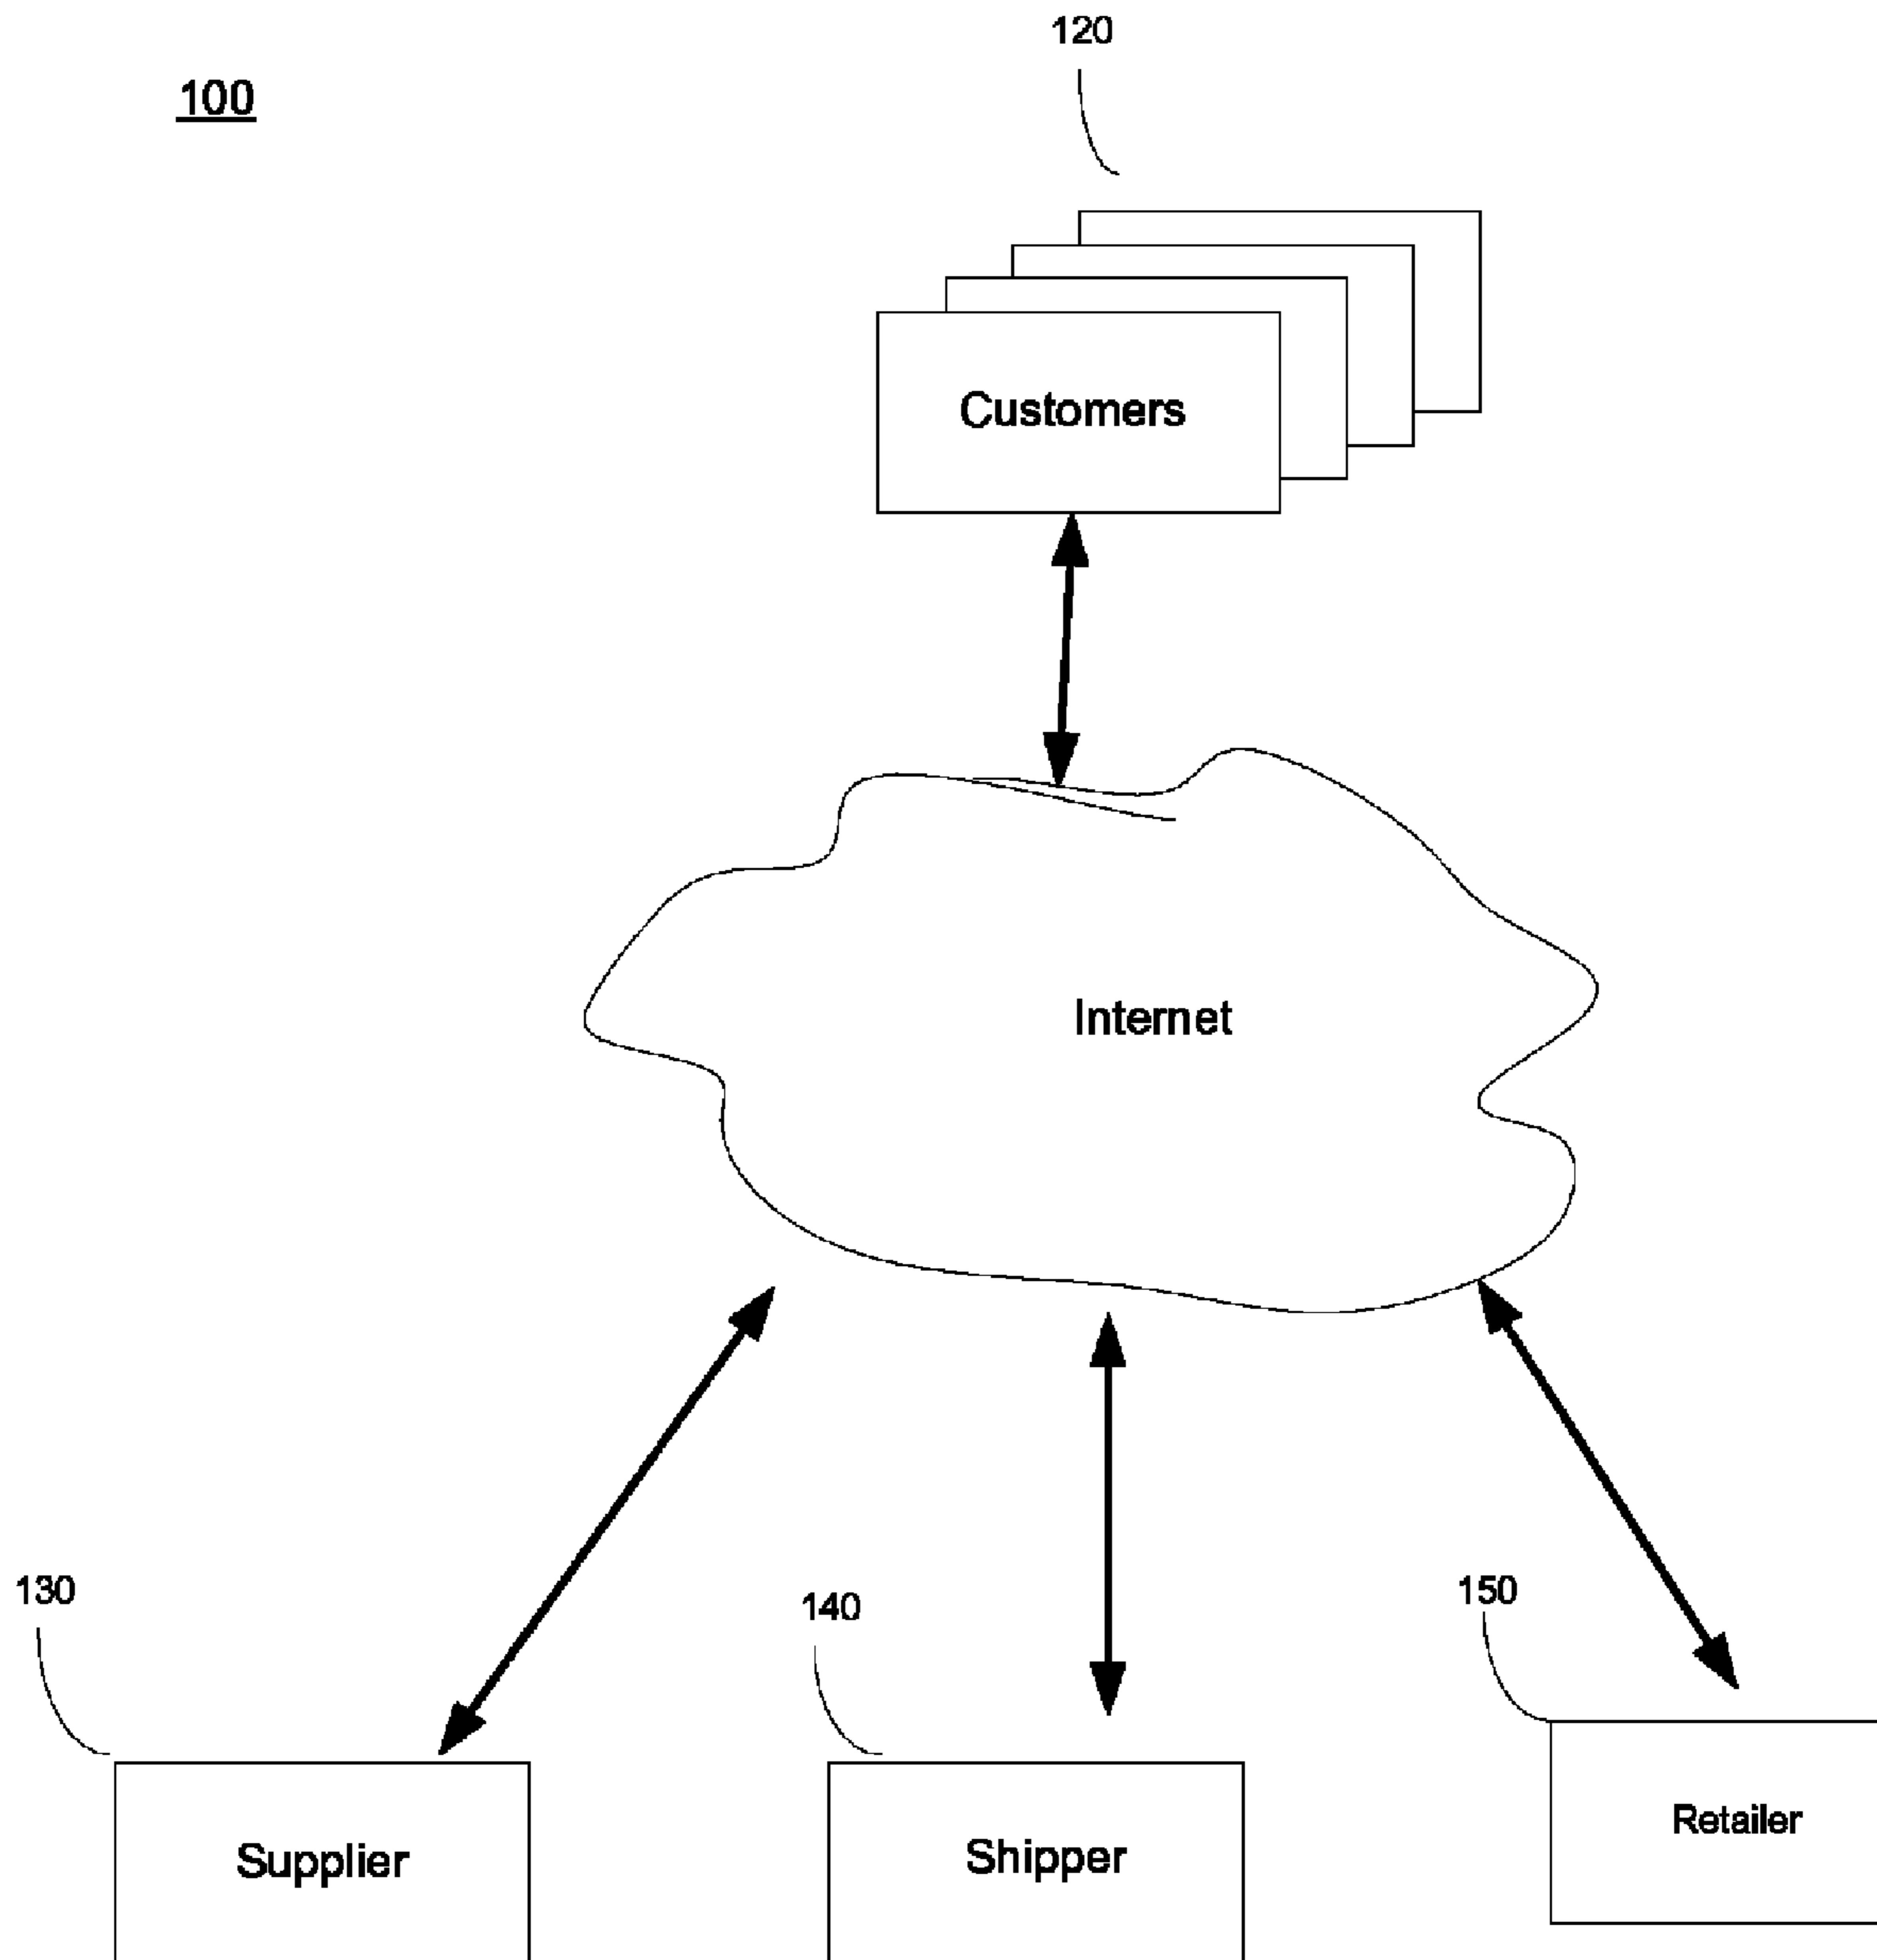 120
100
Customers
Internet
130
140
150
Supplier
Shipper
Retailer